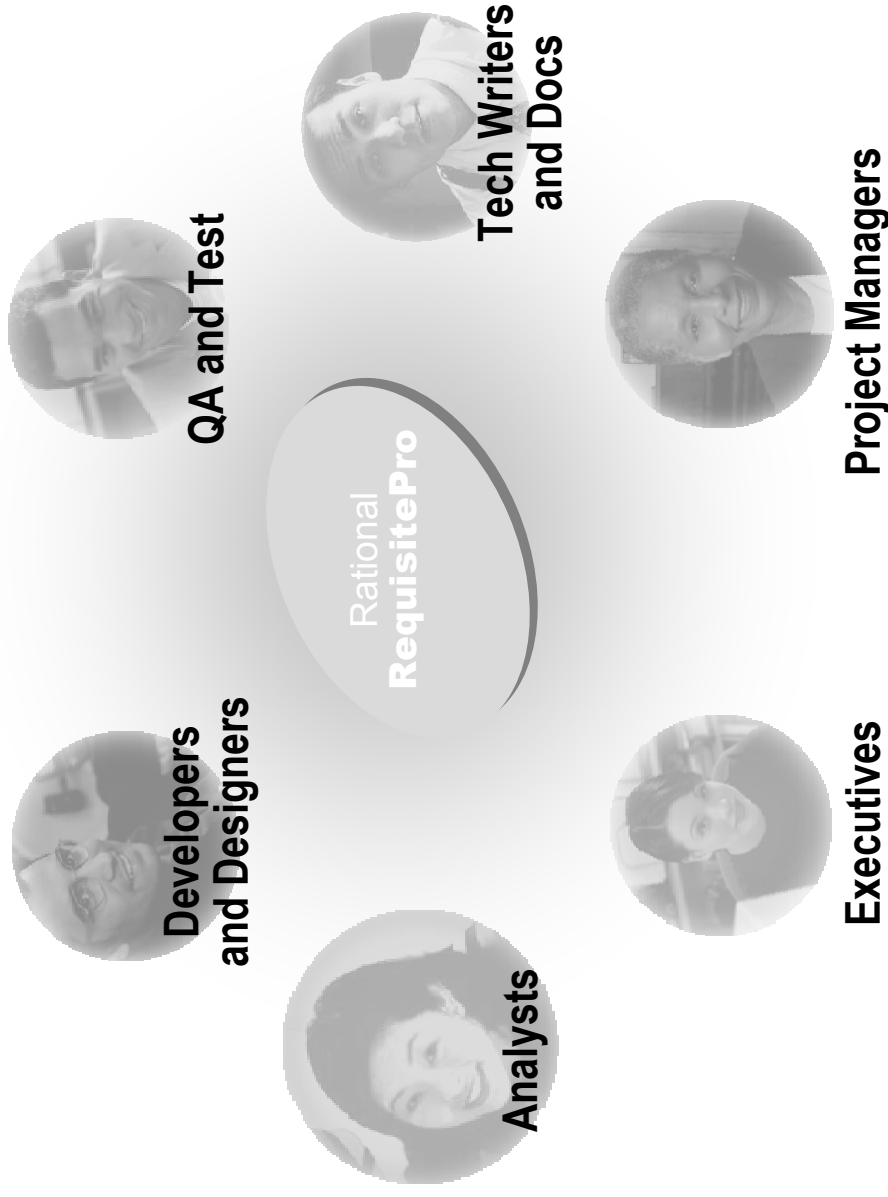 Developers
and Designers
QA and Test
Rational
RequisitePro
Analysts
Tech Writers
and Docs
Executives
Project Managers